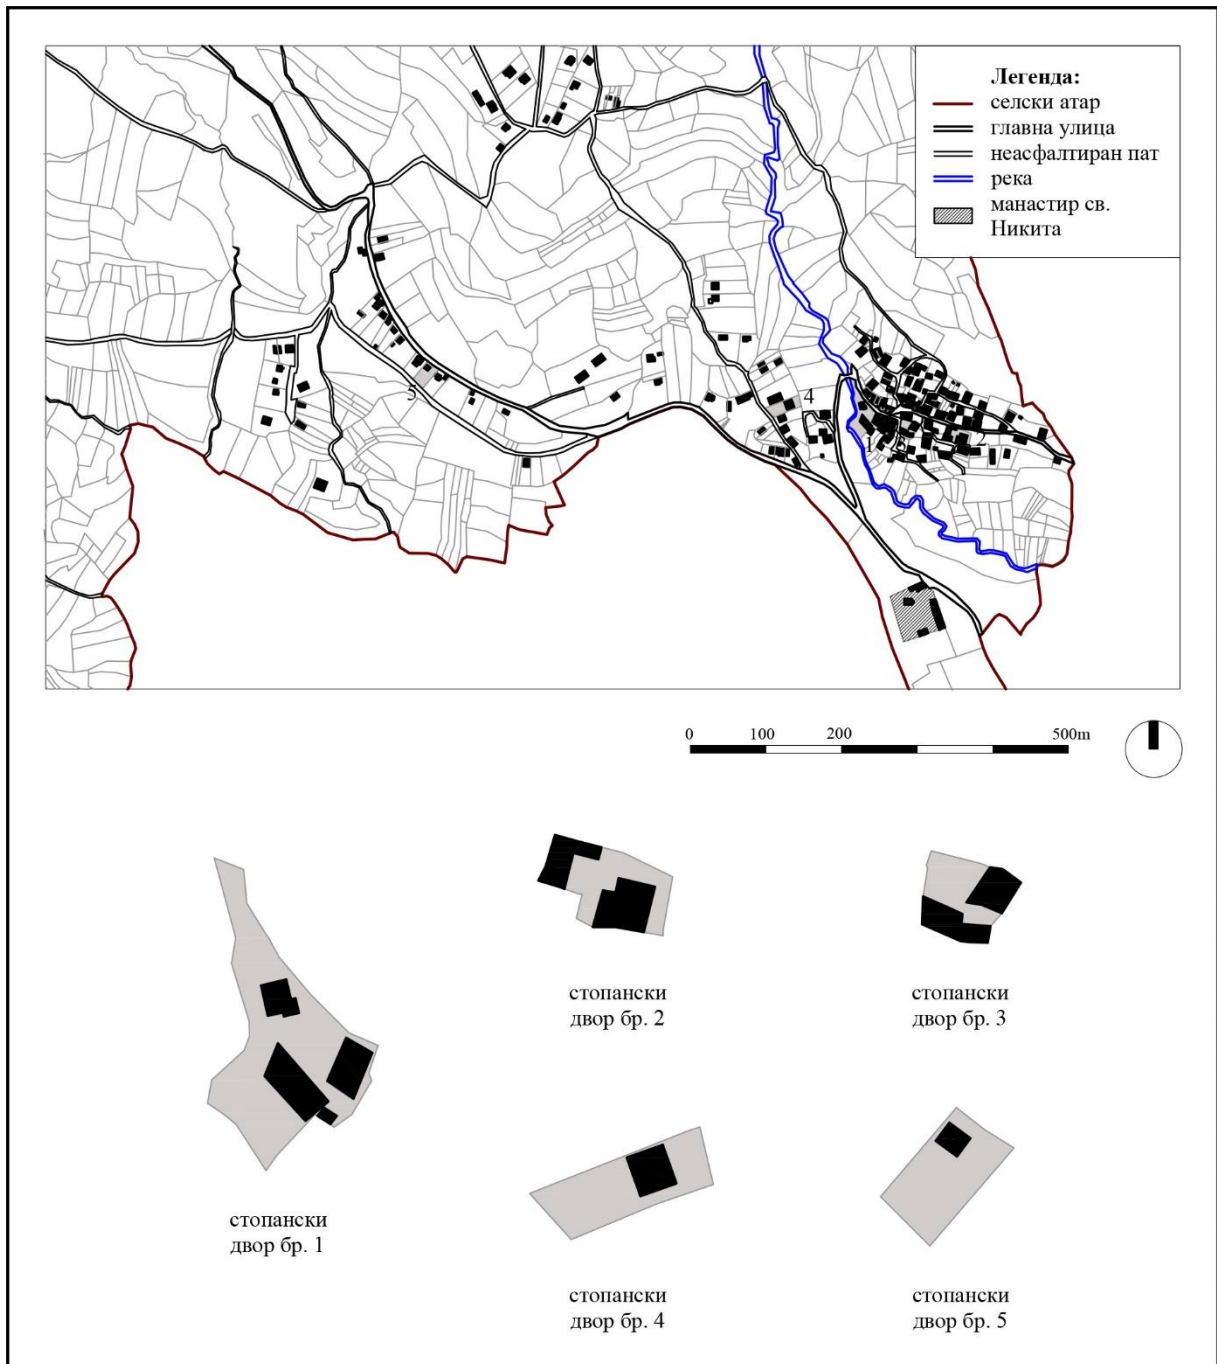 Легенда:
селски атар
главна улица
неасфалтиран пат
река
манастир св.
Никита
5
4
1
2
0 100 200 500m
стопански
двор бр. 2
стопански
двор бр. 3
стопански
двор бр. 1
стопански
двор бр. 4
стопански
двор бр. 5